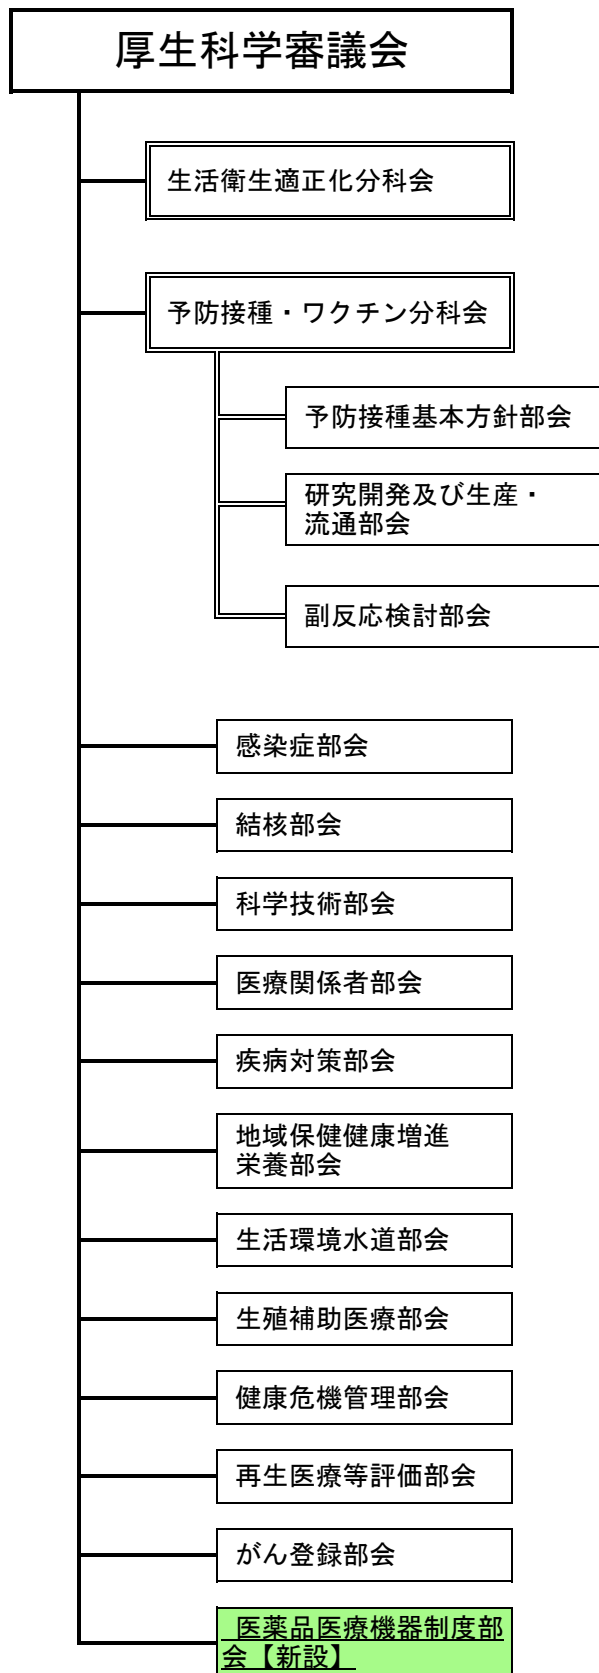 厚生科学審議会
生活衛生適正化分科会
予防接種・ワクチン分科会
予防接種基本方針部会
研究開発及び生産・
流通部会
副反応検討部会
感染症部会
結核部会
科学技術部会
医療関係者部会
疾病対策部会
地域保健健康増進
栄養部会
生活環境水道部会
生殖補助医療部会
健康危機管理部会
再生医療等評価部会
がん登録部会
医薬品医療機器制度部
会【新設】